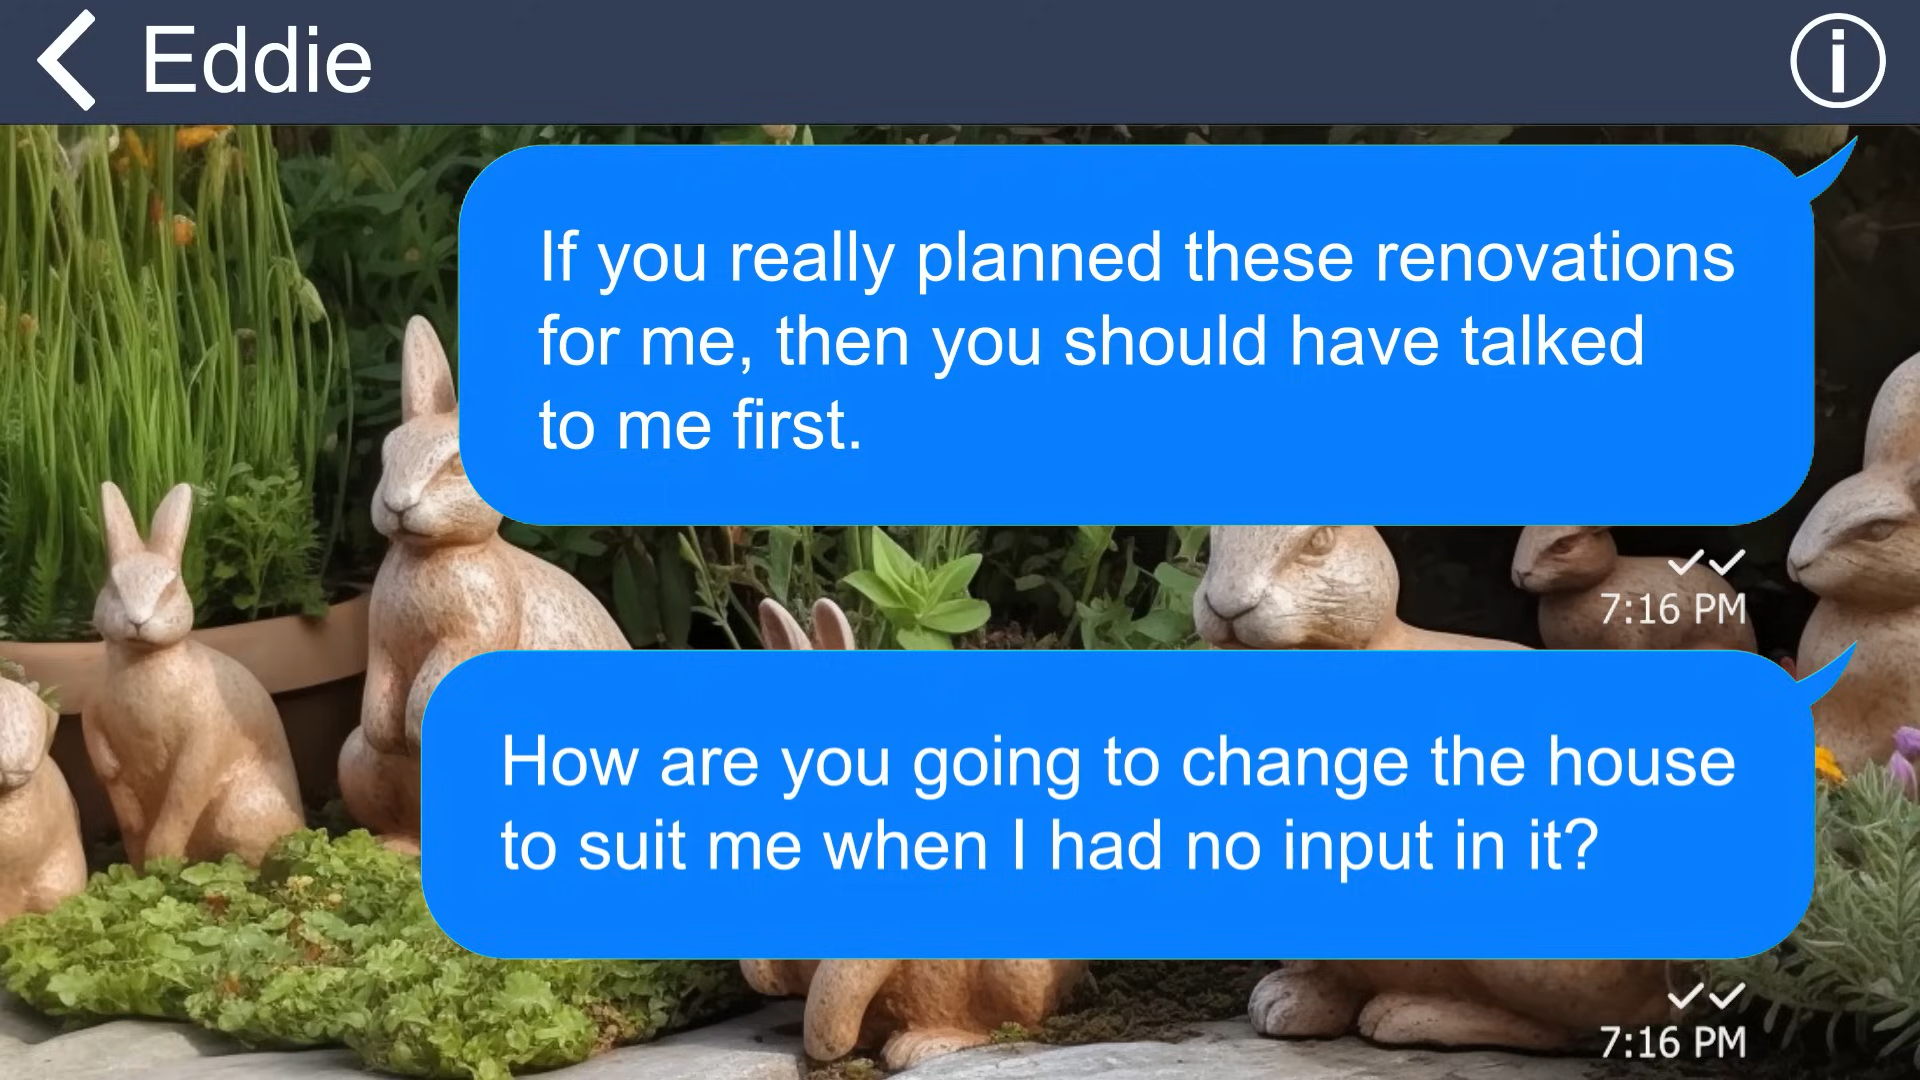 Eddie
If you really planned these renovations
for me, then you should have talked
to me first.
7:16 PM
How are you going to change the house
to suit me when I had no input in it?
7:16 PM